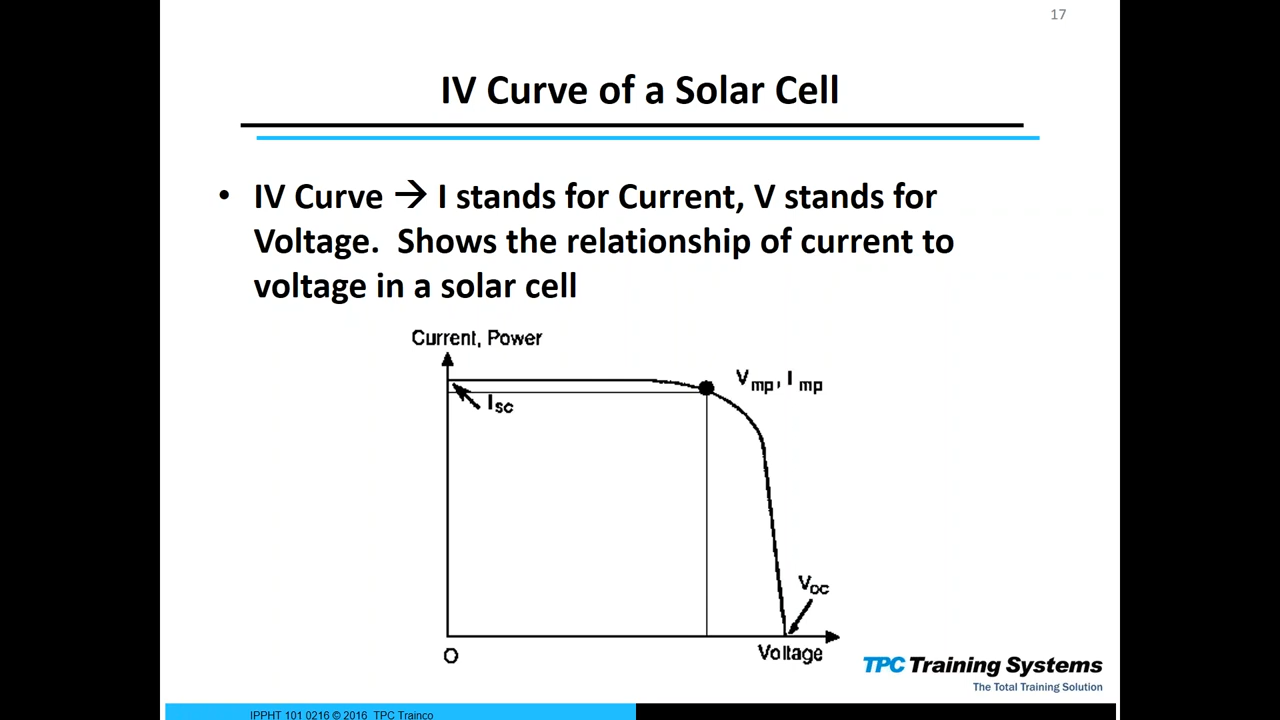 17
IV Curve of a Solar Cell
• IV Curve → I stands for Current, V stands for
Voltage.  Shows the relationship of current to
voltage in a solar cell
Current, Power
Vmp, Imp
Isc
Voc
O
Voltage
TPC Training Systems
The Total Training Solution
IPPHT 101 0216 © 2016  TPC Trainco